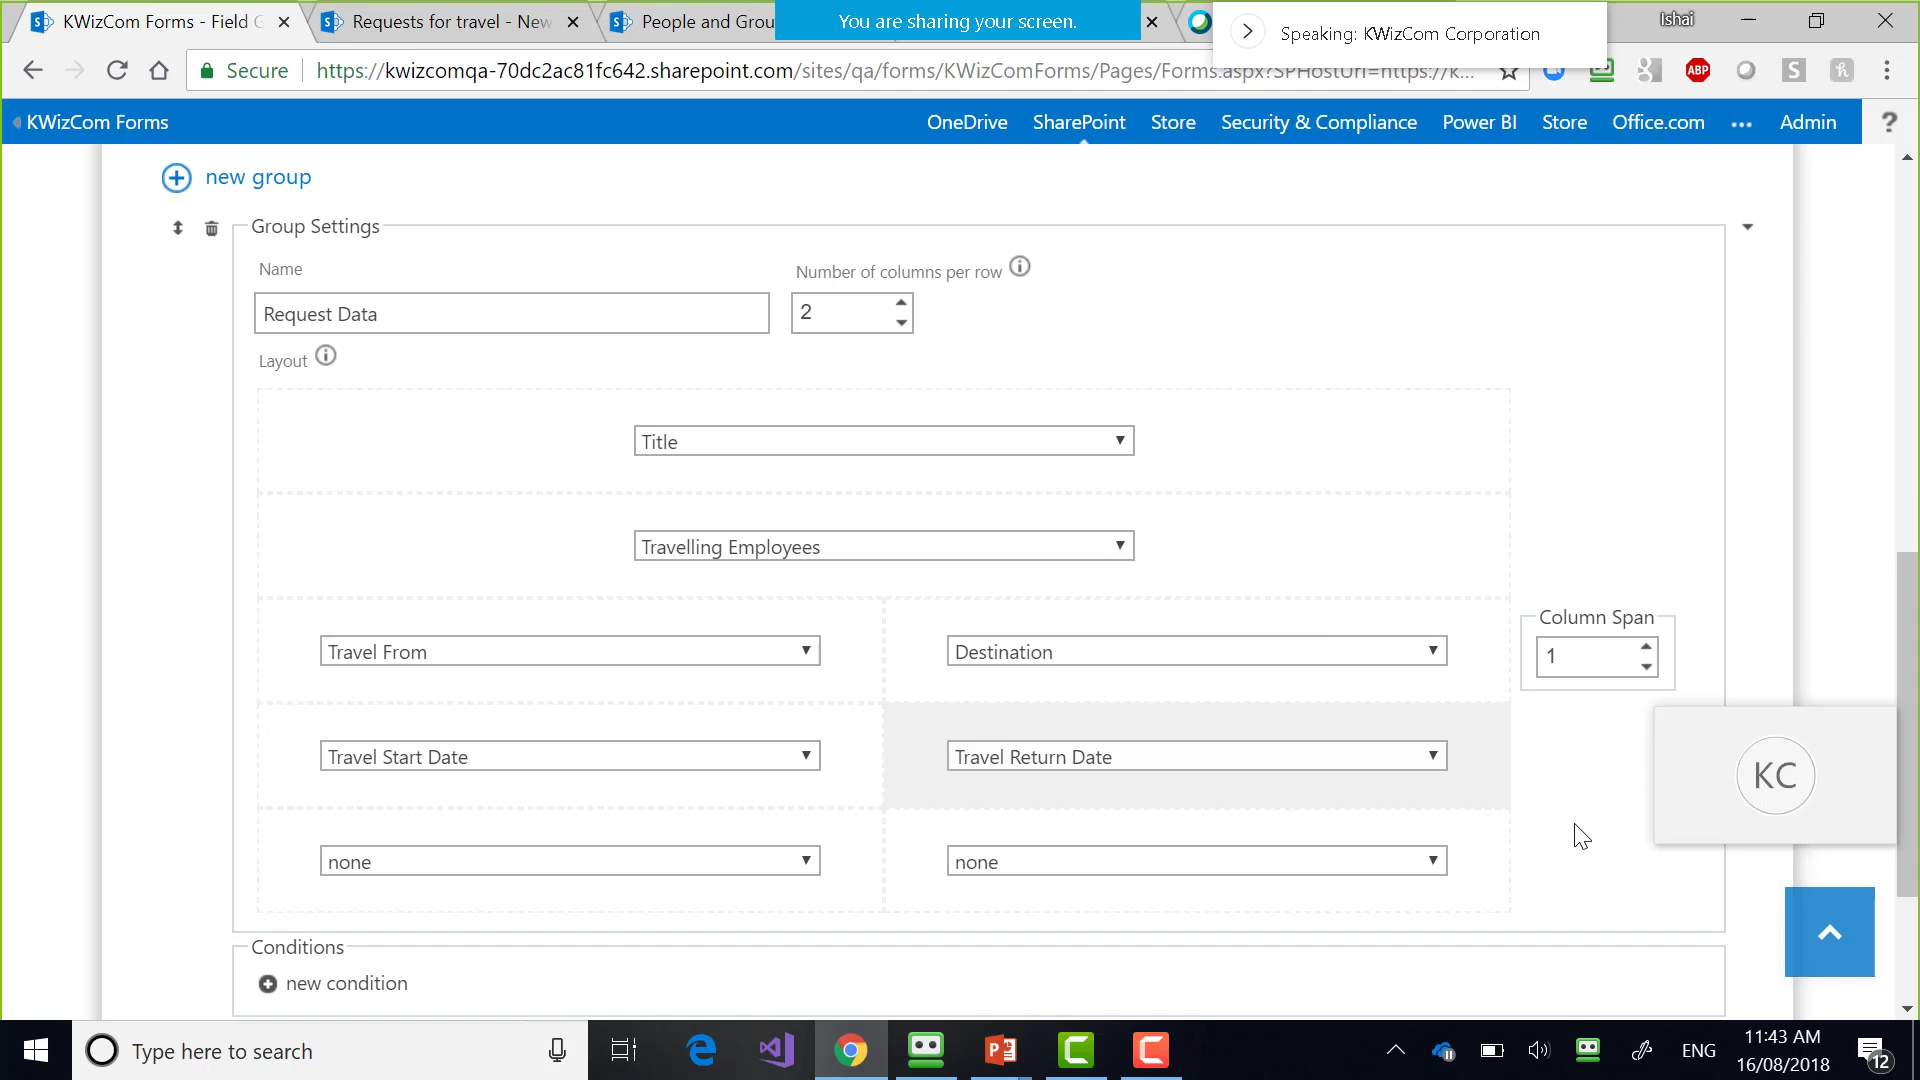 KWizCom Forms - Field G
Requests for travel - New
People and Grou
You are sharing your screen.
Speaking: KWizCom Corporation
Ishai
Secure
https://kwizcomqa-70dc2ac81fc642.sharepoint.com/sites/qa/forms/KWizComForms/Pages/Forms.aspx?SPHostUrl=https://k...
ABP
S
h
KWizCom Forms
OneDrive SharePoint Store Security & Compliance Power BI Store Office.com ... Admin ?
new group
Group Settings
Name
Number of columns per row
Request Data
2
Layout
Title
Travelling Employees
Travel From
Destination
Column Span
1
Travel Start Date
Travel Return Date
KC
none
none
Conditions
new condition
Type here to search
ENG
11:43 AM
16/08/2018
12